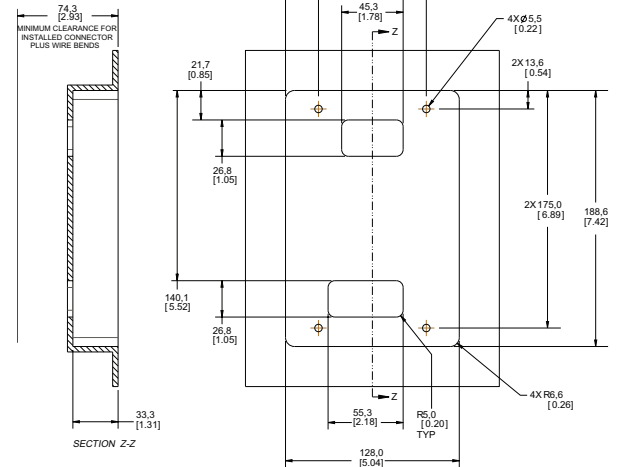 74,3
[2.93]
MINIMUM CLEARANCE FOR
INSTALLED CONNECTOR
PLUS WIRE BENDS
45,3
[1.78]
Z
4X Ø 5,5
[0.22]
21,7
[0.85]
2X 13,6
[0.54]
26,8
[1.05]
2X 175,0
[6.89]
188,6
[7.42]
140,1
[5.52]
26,8
[1.05]
Z
33,3
[1.31]
SECTION Z-Z
55,3
[2.18]
R5,0
[0.20]
TYP
4X R6,6
[0.26]
128,0
[5.04]